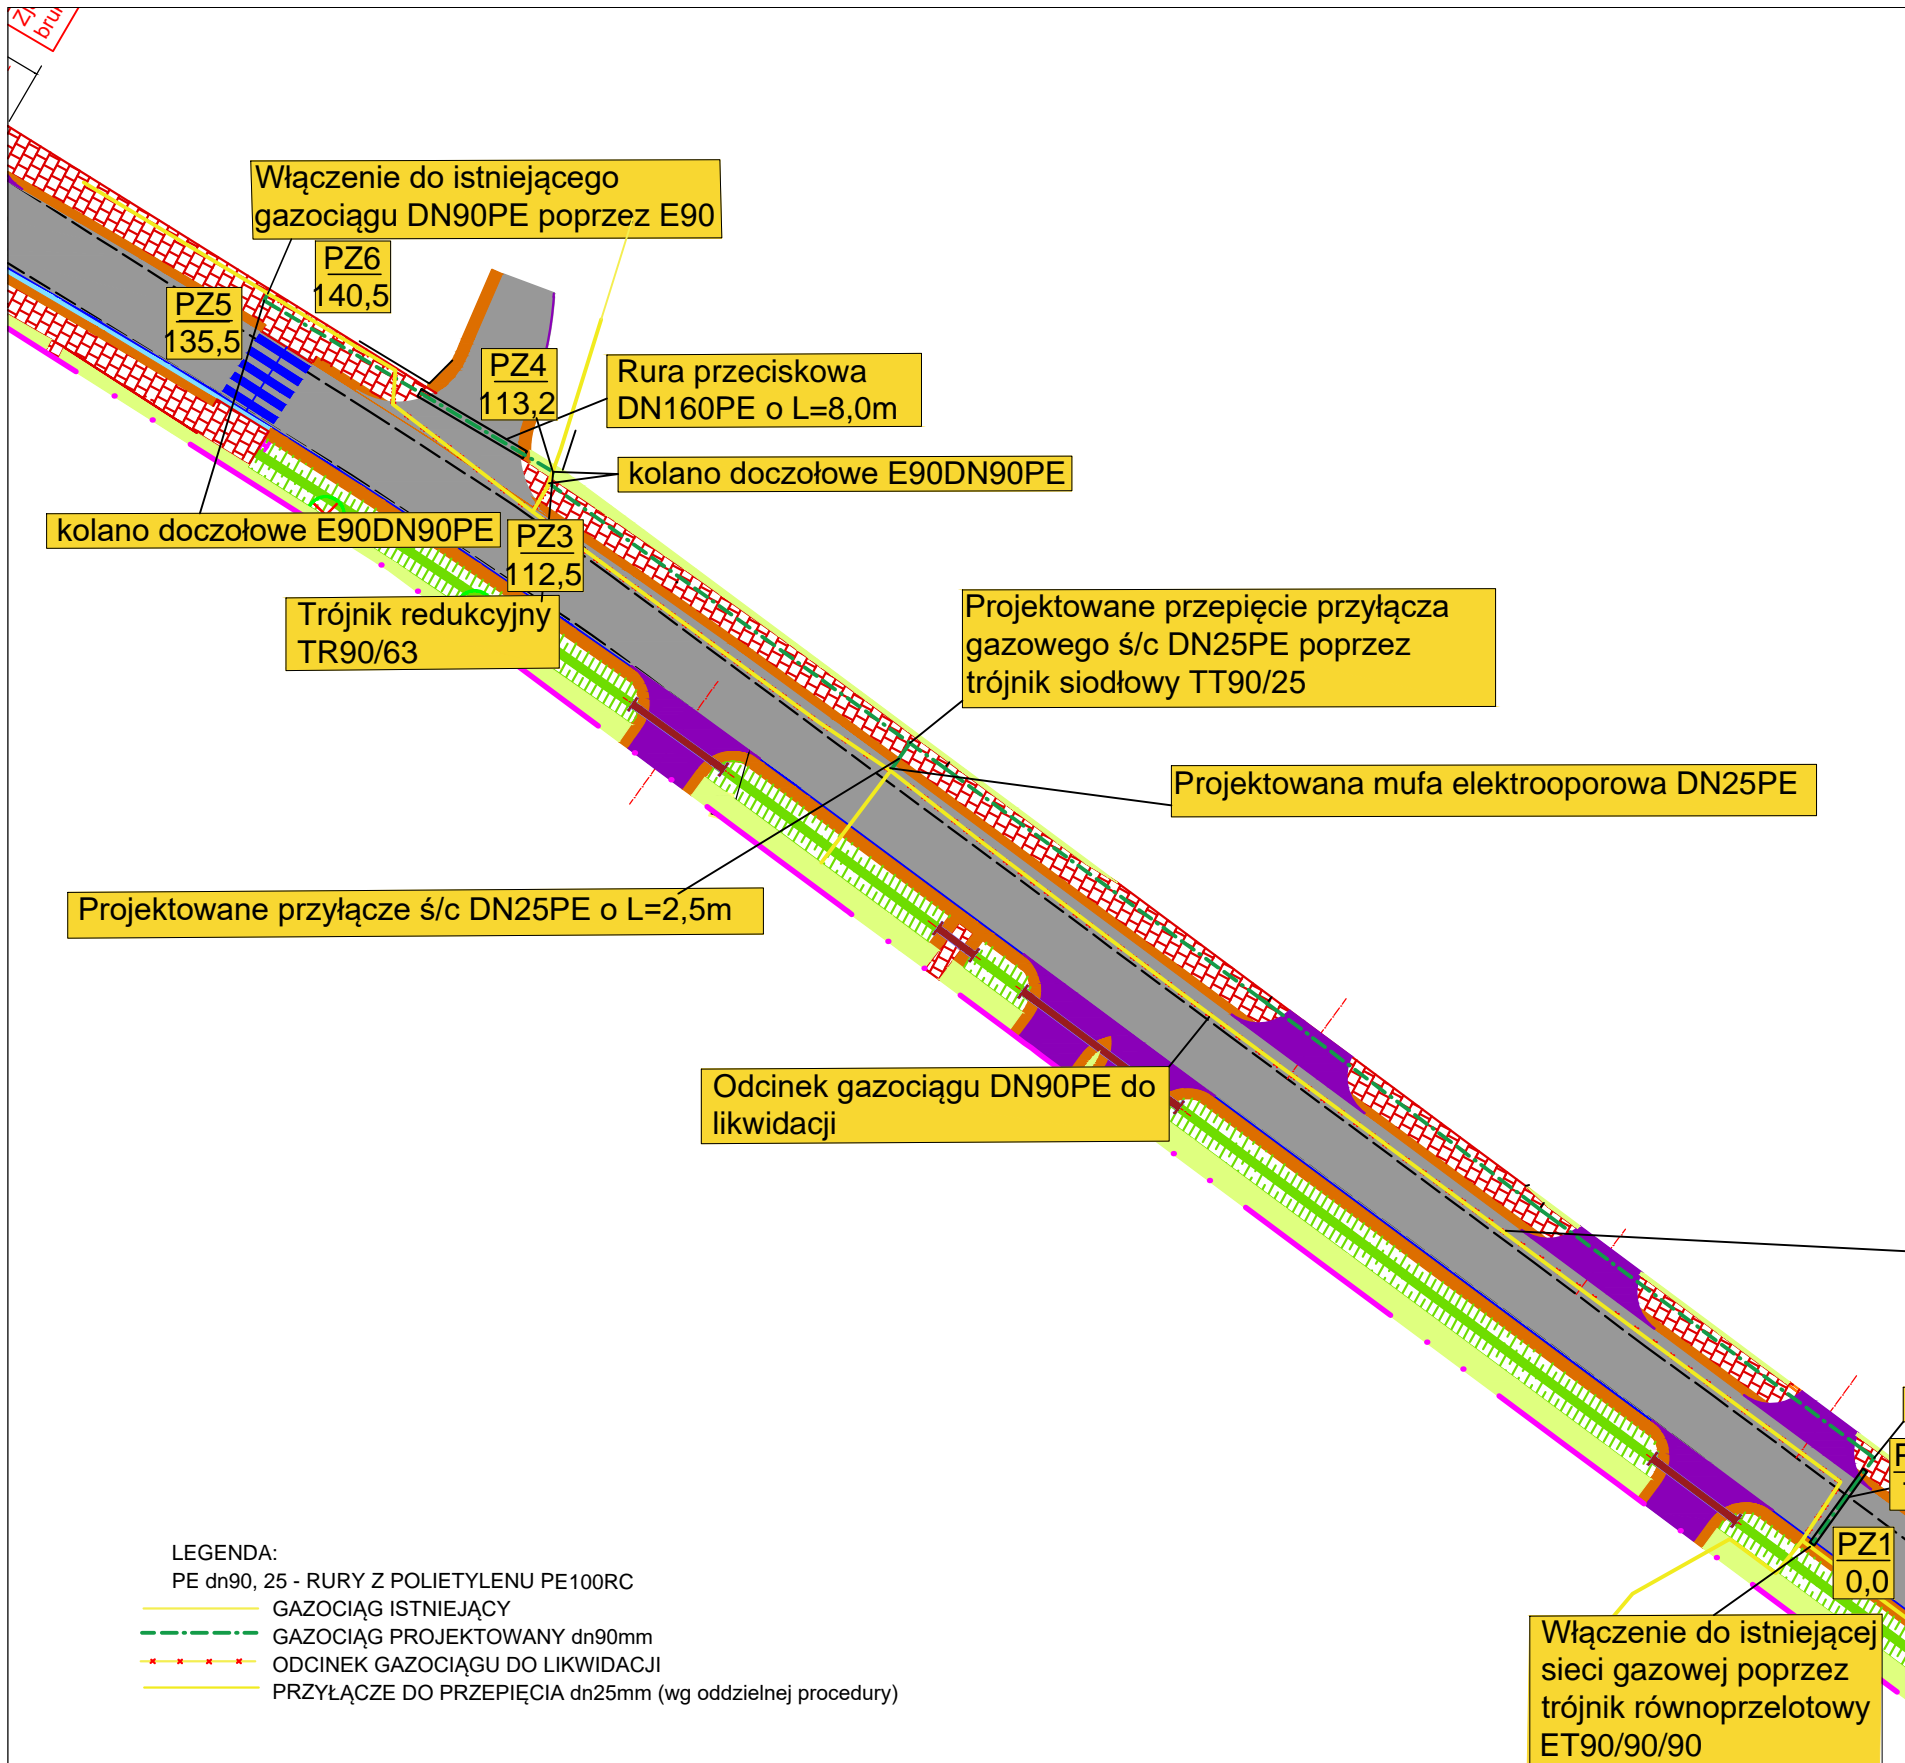 Włączenie do istniejącego
gazociągu DN90PE poprzez E90
PZ6
140,5
PZ5
135,5
PZ4
113,2
Rura przeciskowa
DN160PE o L=8,0m
kolano doczołowe E90DN90PE
kolano doczołowe E90DN90PE
PZ3
112,5
Trójnik redukcyjny
TR90/63
Projektowane przepięcie przyłącza
gazowego ś/c DN25PE poprzez
trójnik siodłowy TT90/25
Projektowana mufa elektrooporowa DN25PE
Projektowane przyłącze ś/c DN25PE o L=2,5m
Odcinek gazociągu DN90PE do
likwidacji
PZ1
0,0
Włączenie do istniejącej
sieci gazowej poprzez
trójnik równoprzelotowy
ET90/90/90
LEGENDA:
PE dn90, 25 - RURY Z POLIETYLENU PE100RC
GAZOCIĄG ISTNIEJĄCY
GAZOCIĄG PROJEKTOWANY dn90mm
ODCINEK GAZOCIĄGU DO LIKWIDACJI
PRZYŁĄCZE DO PRZEPIĘCIA dn25mm (wg oddzielnej procedury)